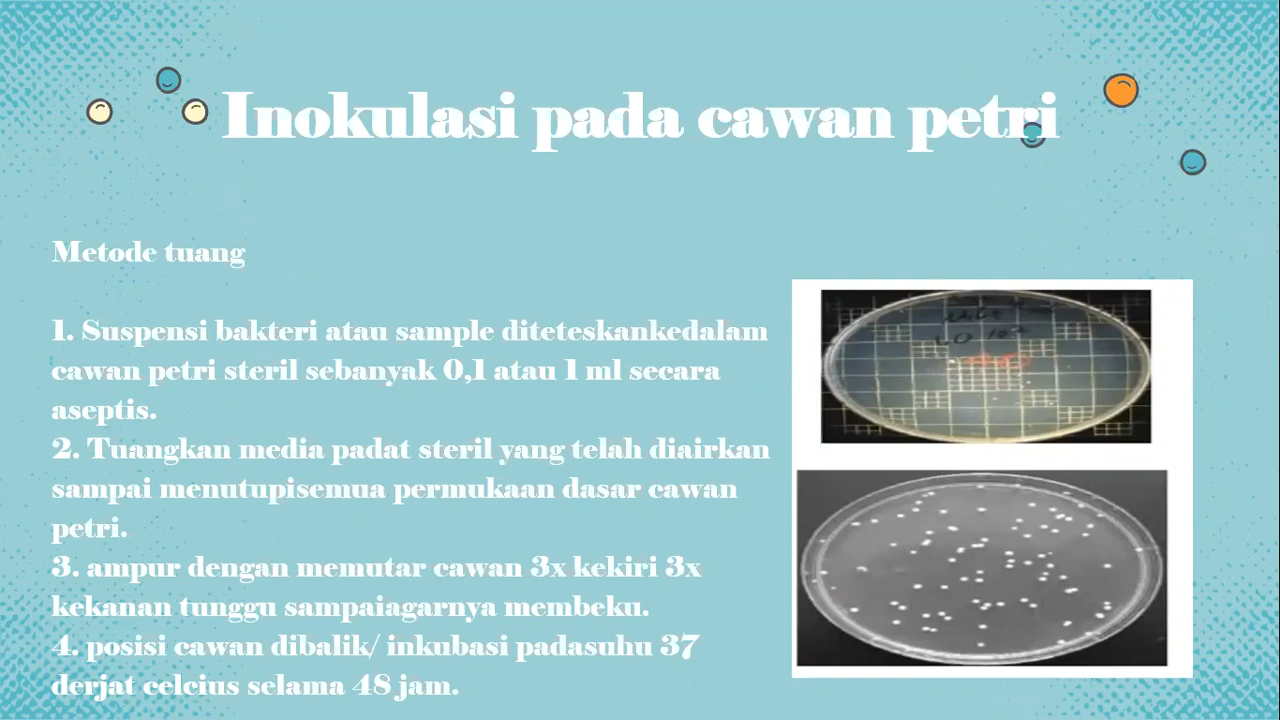 Inokulasi pada cawan petri
Metode tuang
1. Suspensi bakteri atau sample diteteskankedalam
cawan petri steril sebanyak 0,1 atau 1 ml secara
aseptis.
2. Tuangkan media padat steril yang telah diairkan
sampai menutupisemua permukaan dasar cawan
petri.
3. ampur dengan memutar cawan 3x kekiri 3x
kekanan tunggu sampaiagarnya membeku.
4. posisi cawan dibalik/ inkubasi padasuhu 37
derjat celcius selama 48 jam.